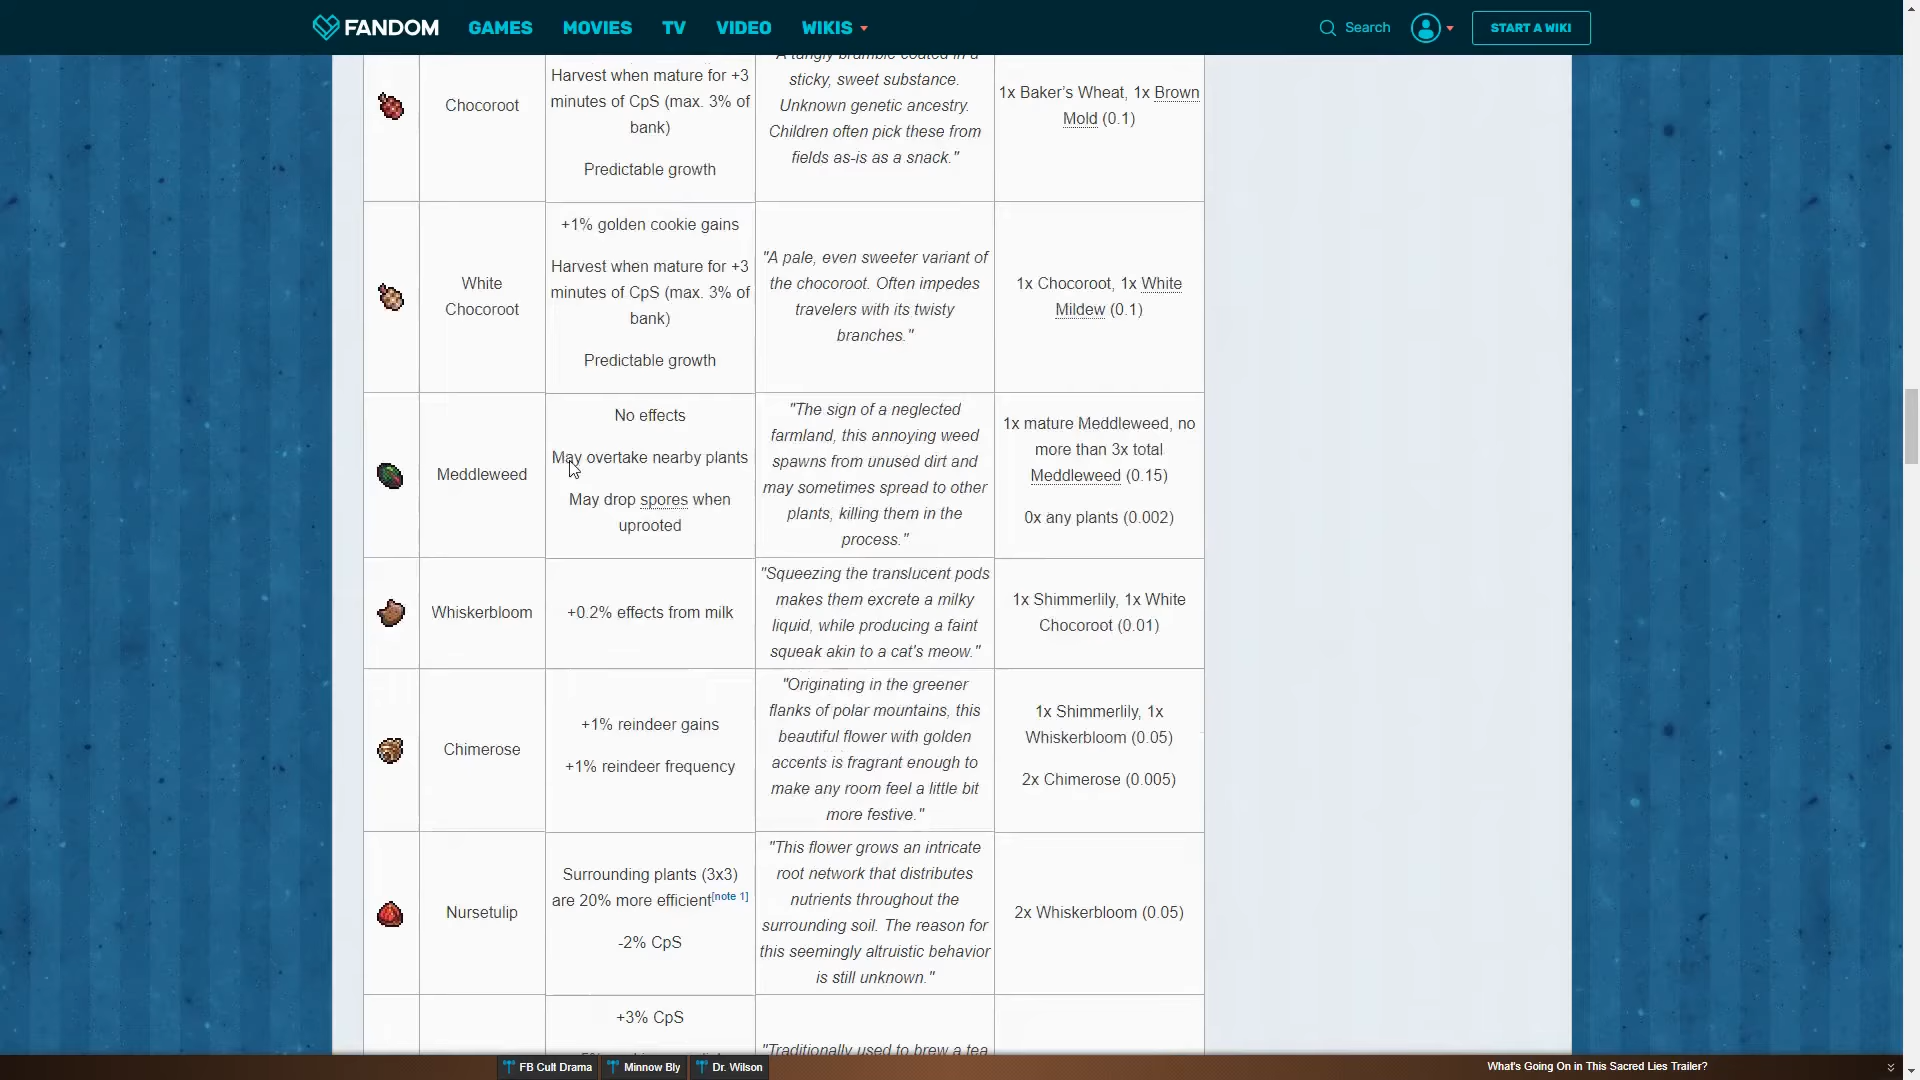 FANDOM
GAMES
MOVIES
TV
VIDEO
WIKIS
Search
START A WIKI
Chocoroot
Harvest when mature for +3
minutes of CpS (max. 3% of
bank)
Predictable growth
"A tangly bramble coated in a
sticky, sweet substance.
Unknown genetic ancestry.
Children often pick these from
fields as-is as a snack."
1x Baker’s Wheat, 1x Brown
Mold (0.1)
White
Chocoroot
+1% golden cookie gains
Harvest when mature for +3
minutes of CpS (max. 3% of
bank)
Predictable growth
"A pale, even sweeter variant of
the chocoroot. Often impedes
travelers with its twisty
branches."
1x Chocoroot, 1x White
Mildew (0.1)
Meddleweed
No effects
May overtake nearby plants
May drop spores when
uprooted
"The sign of a neglected
farmland, this annoying weed
spawns from unused dirt and
may sometimes spread to other
plants, killing them in the
process."
1x mature Meddleweed, no
more than 3x total
Meddleweed (0.15)
0x any plants (0.002)
Whiskerbloom
+0.2% effects from milk
"Squeezing the translucent pods
makes them excrete a milky
liquid, while producing a faint
squeak akin to a cat's meow."
1x Shimmerlily, 1x White
Chocoroot (0.01)
Chimerose
+1% reindeer gains
+1% reindeer frequency
"Originating in the greener
flanks of polar mountains, this
beautiful flower with golden
accents is fragrant enough to
make any room feel a little bit
more festive."
1x Shimmerlily, 1x
Whiskerbloom (0.05)
2x Chimerose (0.005)
Nursetulip
Surrounding plants (3x3)
are 20% more efficient[note 1]
-2% CpS
"This flower grows an intricate
root network that distributes
nutrients throughout the
surrounding soil. The reason for
this seemingly altruistic behavior
is still unknown."
2x Whiskerbloom (0.05)
+3% CpS
"Traditionally used to brew a tea
FB Cult Drama
Minnow Bly
Dr. Wilson
What's Going On in This Sacred Lies Trailer?